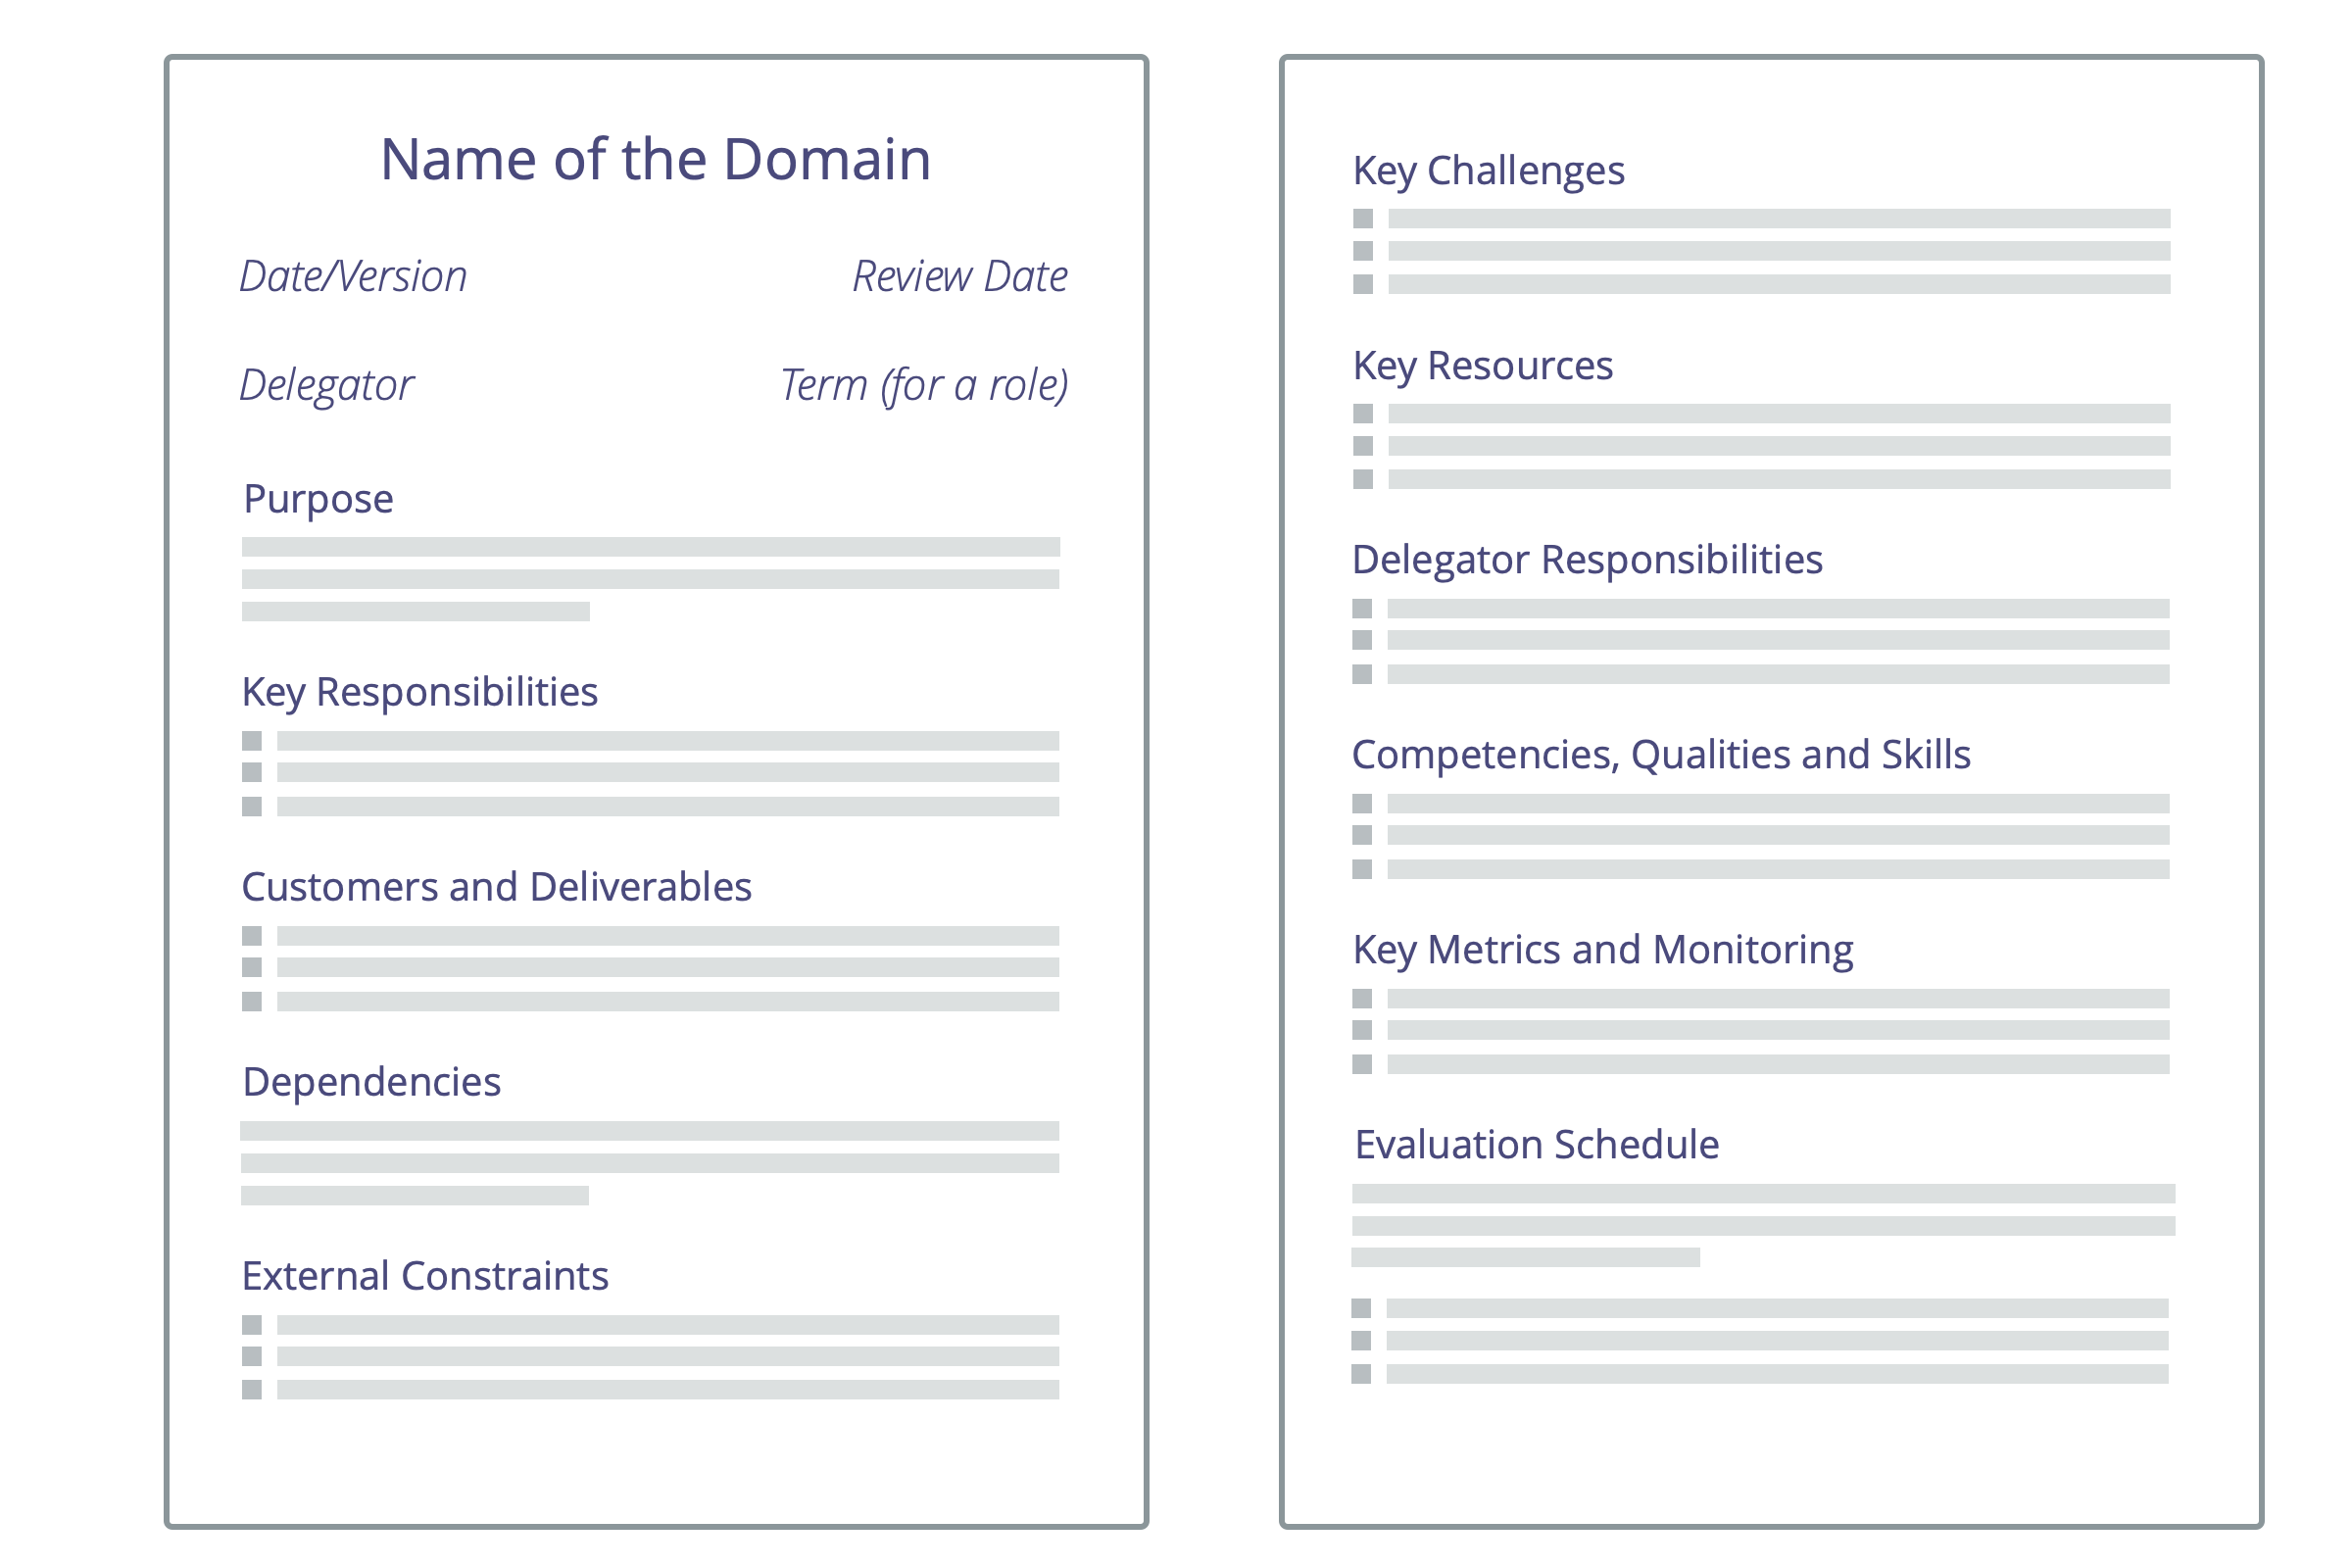 Name of the Domain
Date/Version
Review Date
Delegator
Term (for a role)
Purpose
Key Responsibilities
Customers and Deliverables
Dependencies
External Constraints
Key Challenges
Key Resources
Delegator Responsibilities
Competencies, Qualities and Skills
Key Metrics and Monitoring
Evaluation Schedule